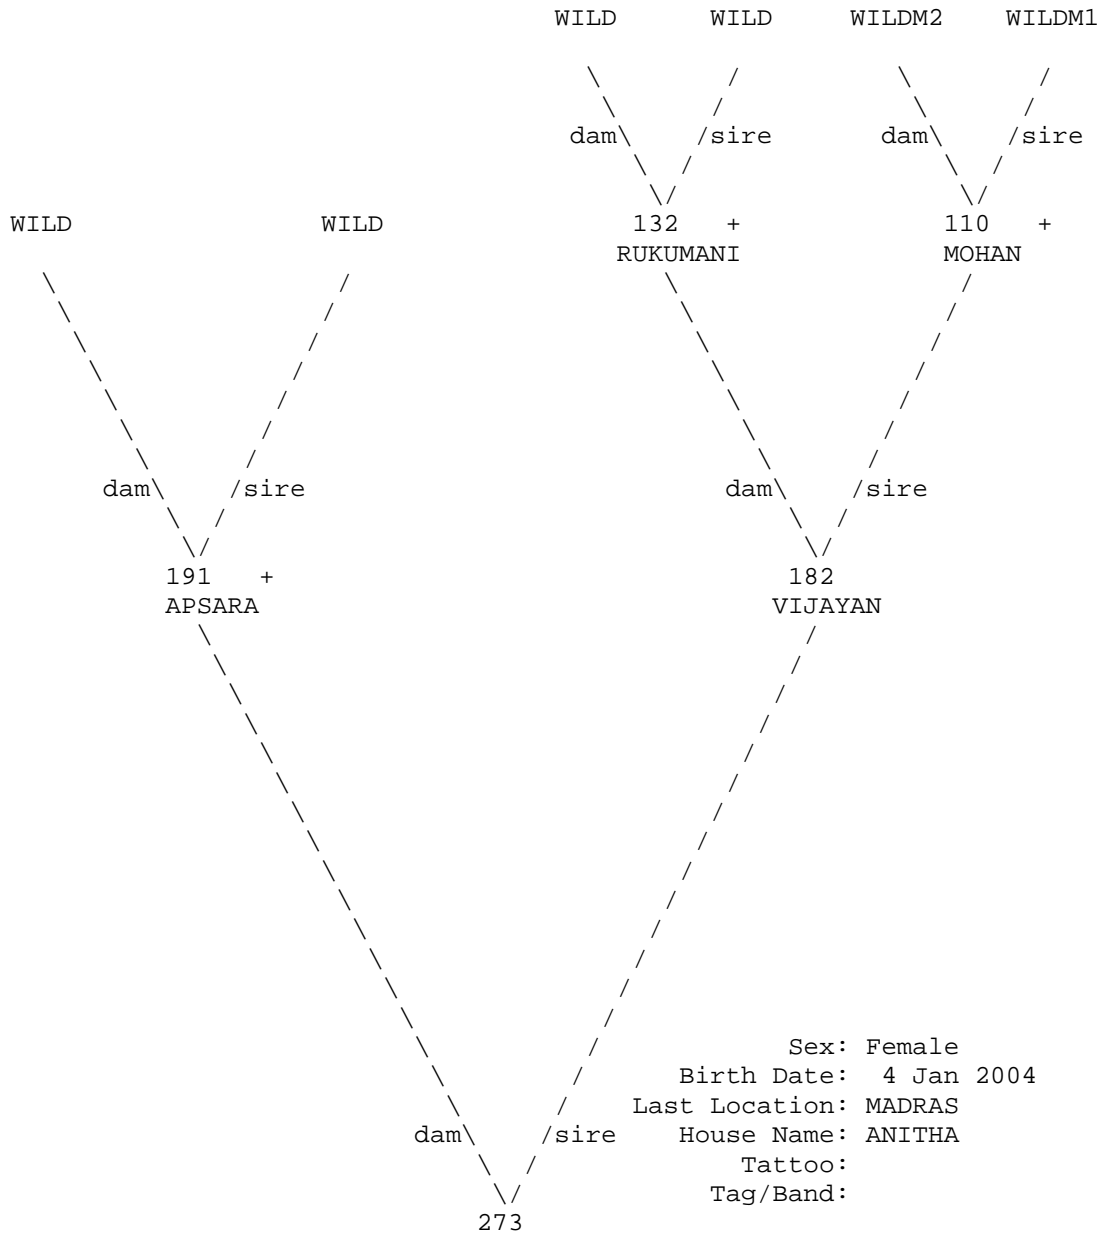 WILD WILD WILDM2 WILDM1
dam sire dam sire
WILD WILD 132 + 110 +
RUKUMANI MOHAN
dam sire dam sire
191 + 182
APSARA VIJAYAN
Sex: Female
Birth Date: 4 Jan 2004
Last Location: MADRAS
dam sire House Name: ANITHA
Tattoo:
Tag/Band:
273